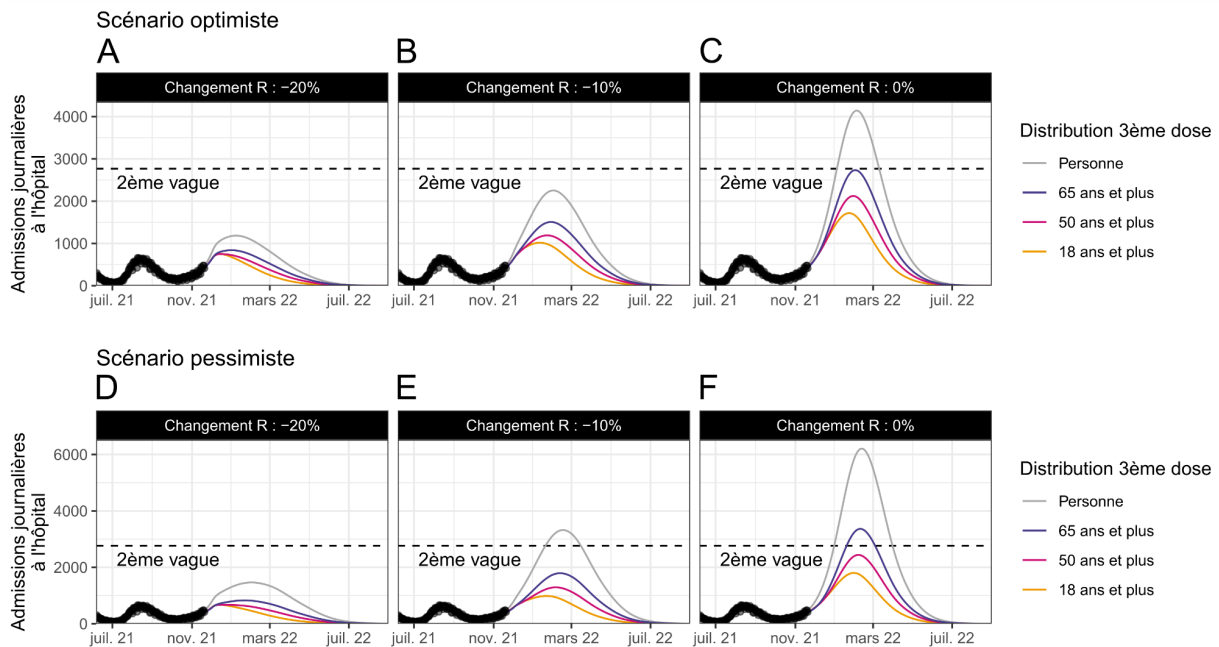 Scénario optimiste
A B C
Changement R : −20% Changement R : −10% Changement R : 0%
Admissions journalières
à l'hôpital
4000
3000
2000
1000
0
2ème vague 2ème vague 2ème vague
juil. 21 nov. 21 mars 22 juil. 22 juil. 21 nov. 21 mars 22 juil. 22 juil. 21 nov. 21 mars 22 juil. 22
Distribution 3ème dose
Personne
65 ans et plus
50 ans et plus
18 ans et plus
Scénario pessimiste
D E F
Changement R : −20% Changement R : −10% Changement R : 0%
Admissions journalières
à l'hôpital
6000
4000
2000
0
2ème vague 2ème vague 2ème vague
juil. 21 nov. 21 mars 22 juil. 22 juil. 21 nov. 21 mars 22 juil. 22 juil. 21 nov. 21 mars 22 juil. 22
Distribution 3ème dose
Personne
65 ans et plus
50 ans et plus
18 ans et plus